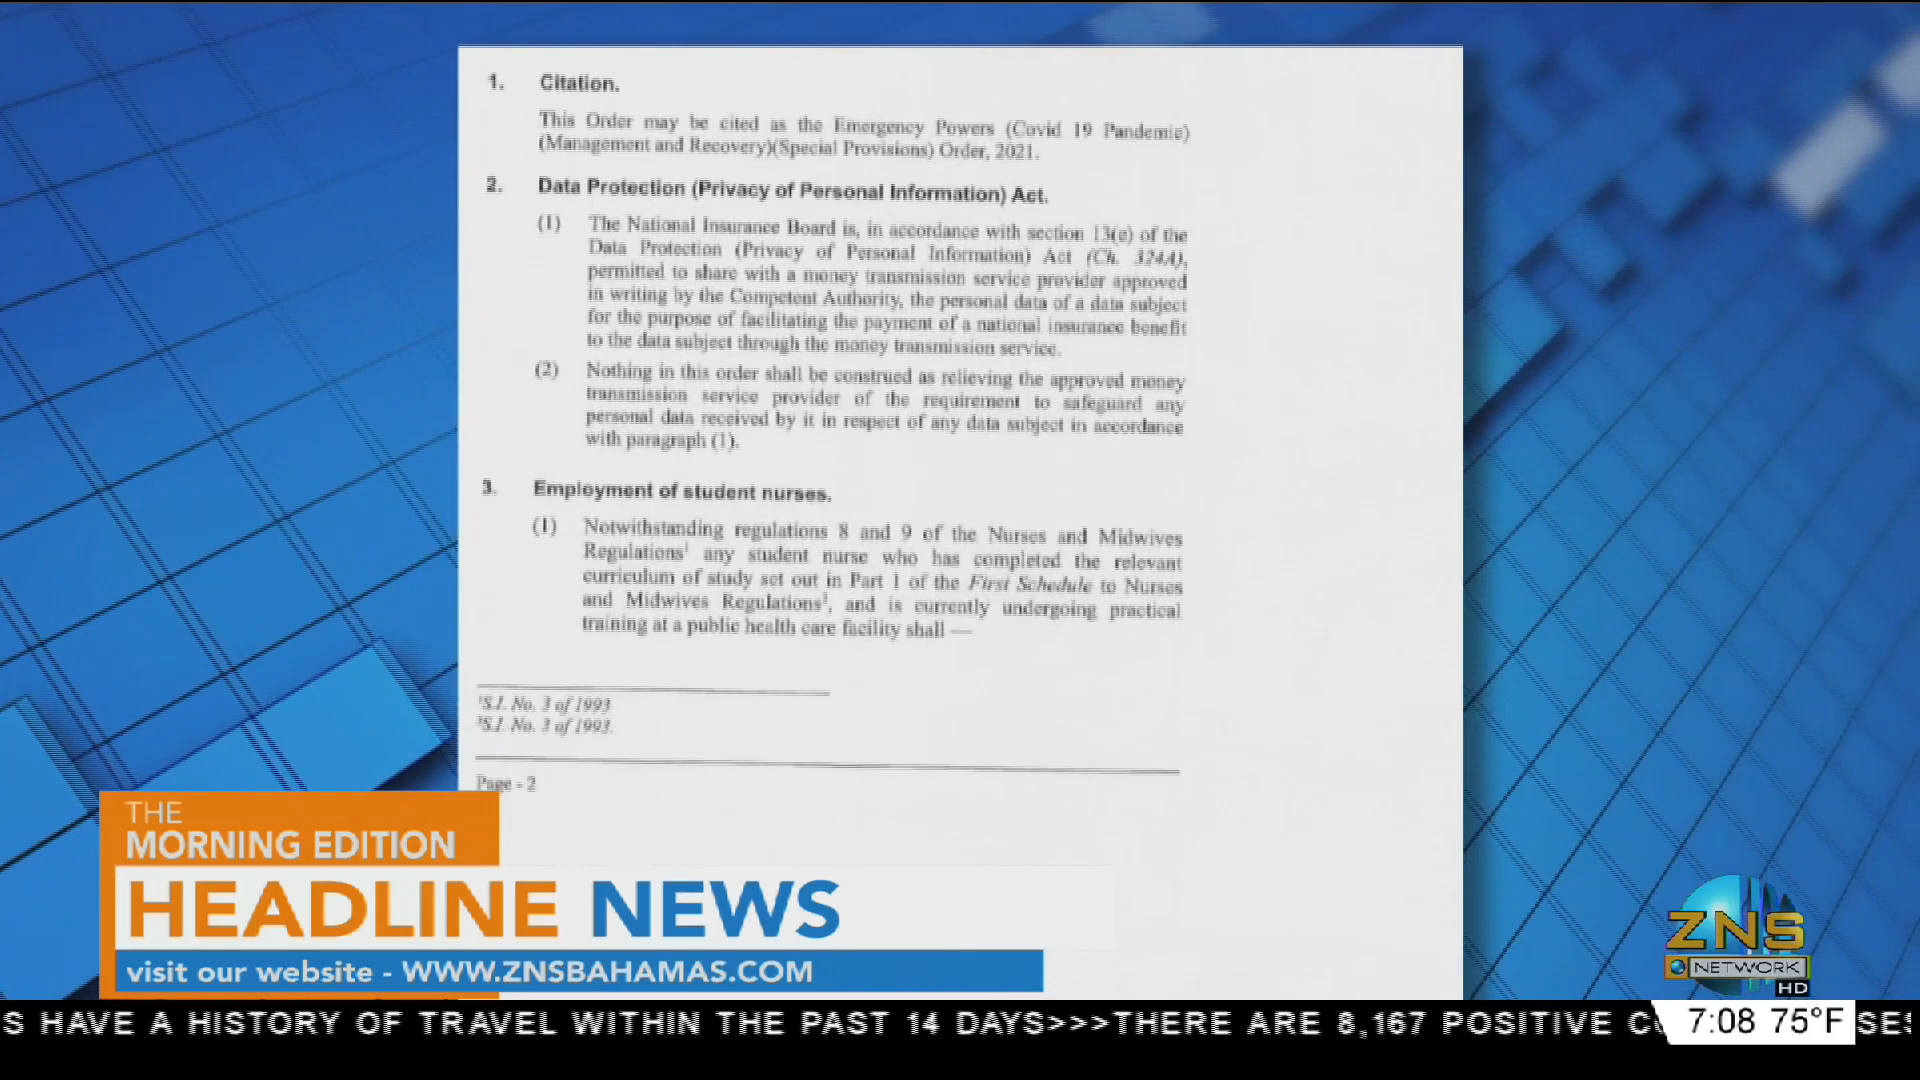 1. Citation.
This Order may be cited as the Emergency Powers (Covid 19 Pandemic)
(Management and Recovery)(Special Provisions) Order, 2021.
2. Data Protection (Privacy of Personal Information) Act.
(1) The National Insurance Board is, in accordance with section 13(e) of the
Data Protection (Privacy of Personal Information) Act (Ch. 324A),
permitted to share with a money transmission service provider approved
in writing by the Competent Authority, the personal data of a data subject
for the purpose of facilitating the payment of a national insurance benefit
to the data subject through the money transmission service.
(2) Nothing in this order shall be construed as relieving the approved money
transmission service provider of the requirement to safeguard any
personal data received by it in respect of any data subject in accordance
with paragraph (1).
3. Employment of student nurses.
(1) Notwithstanding regulations 8 and 9 of the Nurses and Midwives
Regulations¹ any student nurse who has completed the relevant
curriculum of study set out in Part 1 of the First Schedule to Nurses
and Midwives Regulations², and is currently undergoing practical
training at a public health care facility shall —
¹S.I. No. 3 of 1993
²S.I. No. 3 of 1993.
Page - 2
THE
MORNING EDITION
HEADLINE NEWS
visit our website - WWW.ZNSBAHAMAS.COM
ZNS
NETWORK
HD
S HAVE A HISTORY OF TRAVEL WITHIN THE PAST 14 DAYS>>>THERE ARE 8,167 POSITIVE
7:08 75°F